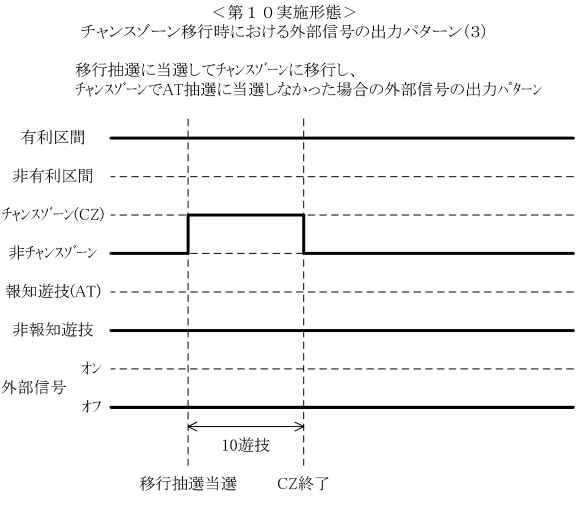 ＜第１０実施形態＞
チャンスゾーン移行時における外部信号の出力パターン（３）
移行抽選に当選してチャンスゾーンに移行し、
チャンスゾーンでAT抽選に当選しなかった場合の外部信号の出力パターン
有利区間
非有利区間
チャンスゾーン(CZ)
非チャンスゾーン
報知遊技(AT)
非報知遊技
オン
外部信号
オフ
10遊技
移行抽選当選 CZ終了